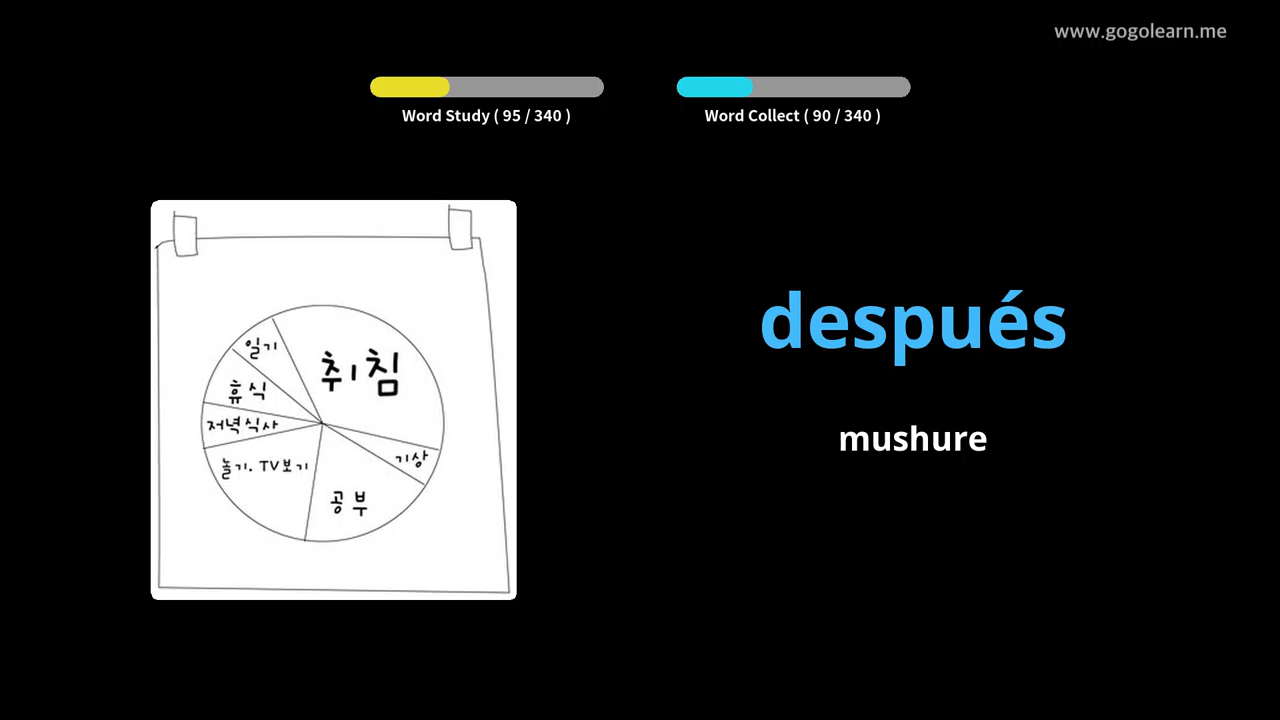 www.gogolearn.me
Word Study ( 95 / 340 )
Word Collect ( 90 / 340 )
일기
취침
휴식
저녁식사
놀기. TV보기
기상
공부
después
mushure